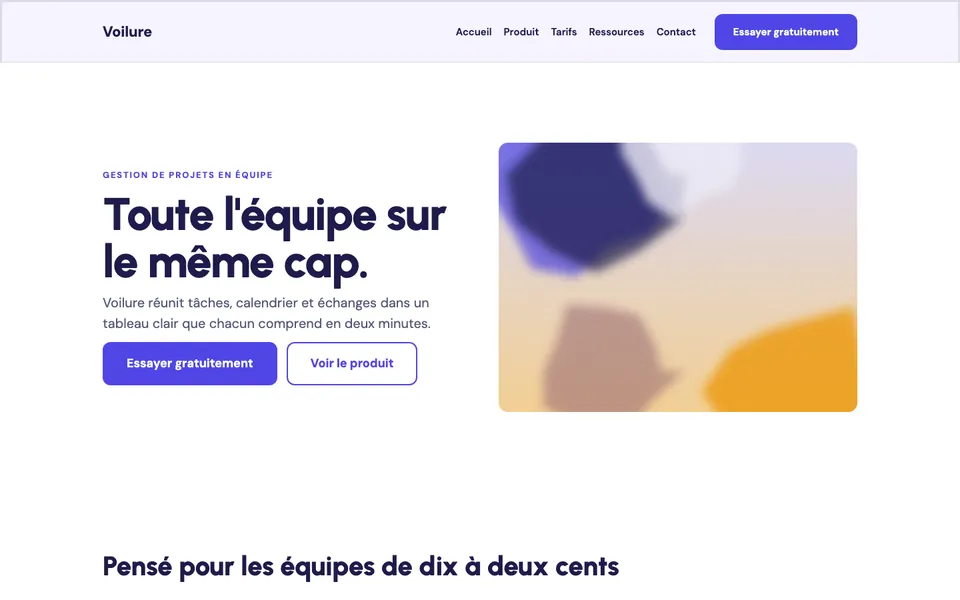 Voilure
Accueil
Produit
Tarifs
Ressources
Contact
Essayer gratuitement
GESTION DE PROJETS EN ÉQUIPE
Toute l'équipe sur
le même cap.
Voilure réunit tâches, calendrier et échanges dans un
tableau clair que chacun comprend en deux minutes.
Essayer gratuitement
Voir le produit
Pensé pour les équipes de dix à deux cents